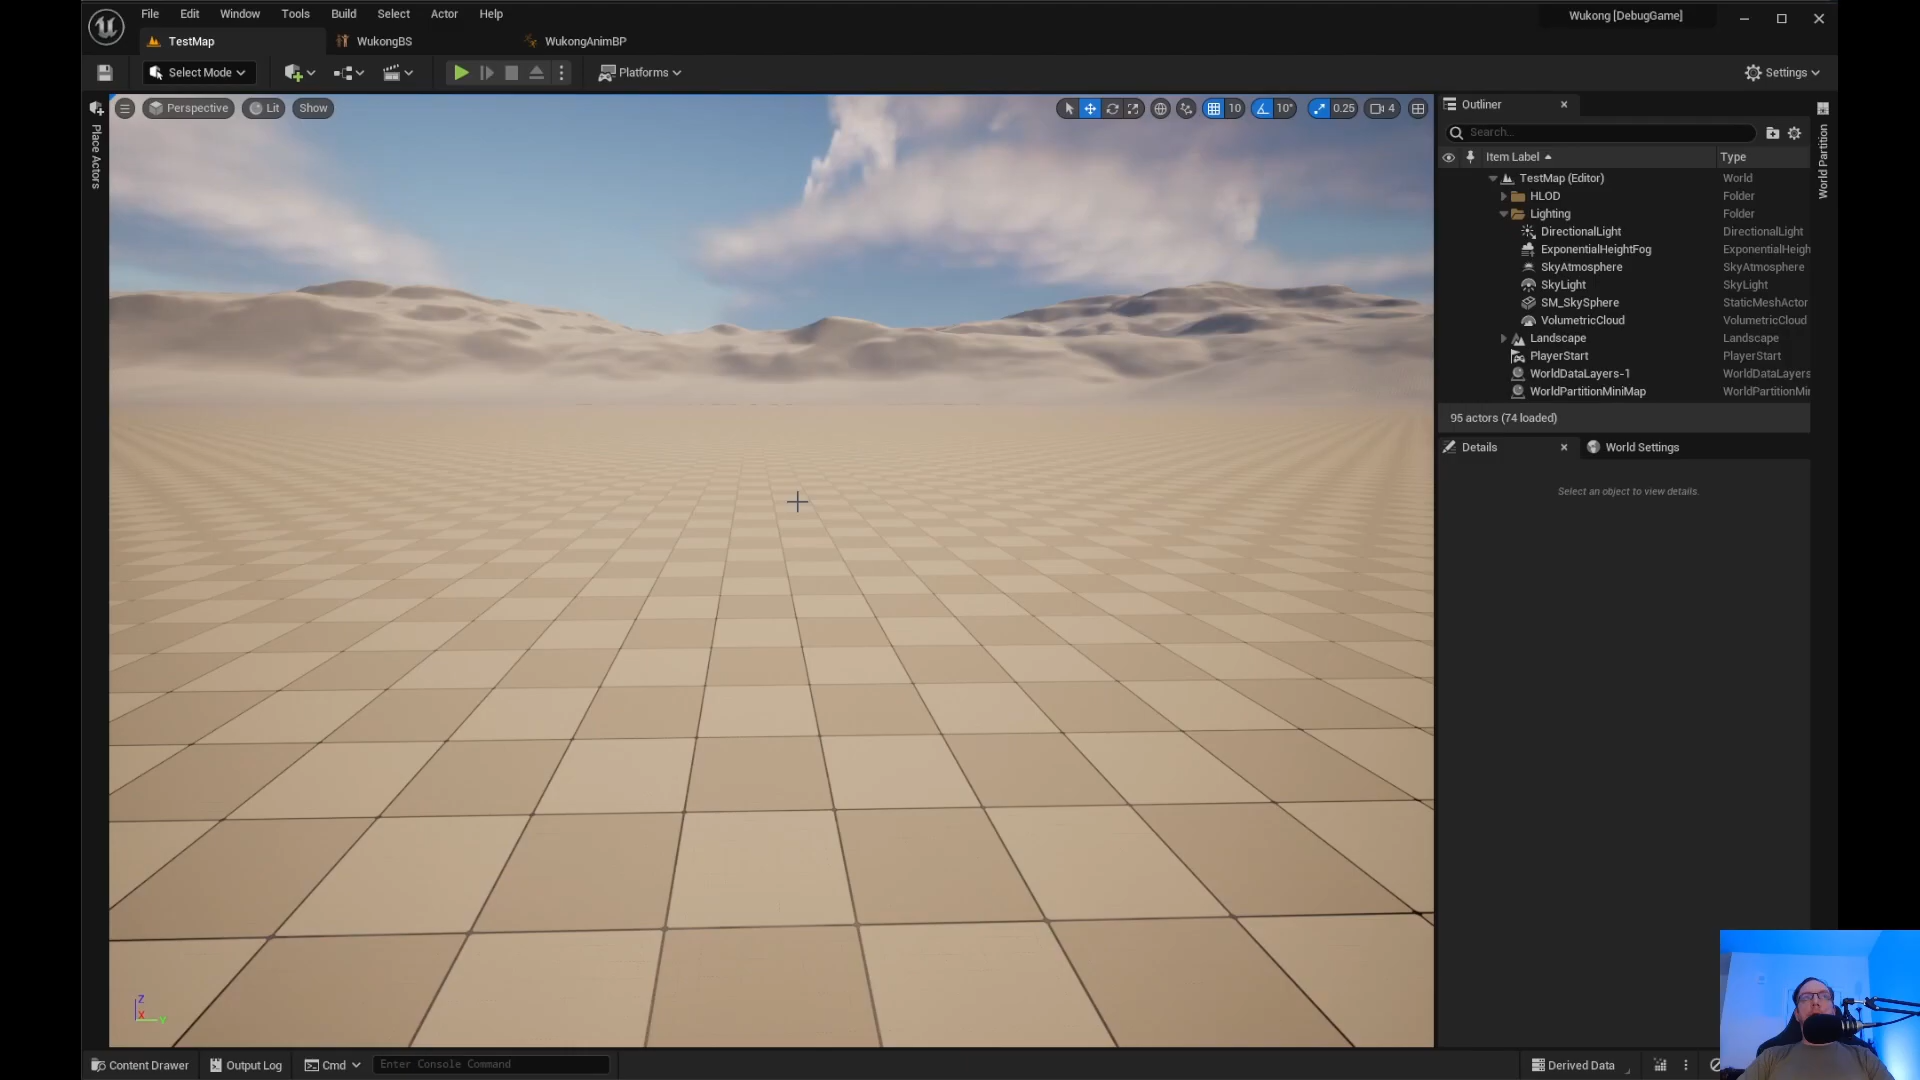 File Edit Window Tools Build Select Actor Help
Wukong [DebugGame]
TestMap
WukongBS
WukongAnimBP
Select Mode
Platforms
Settings
Place Actors
Perspective
Lit
Show
10
10°
0.25
4
Outliner
Search...
Item Label
Type
TestMap (Editor) World
HLOD Folder
Lighting Folder
DirectionalLight DirectionalLight
ExponentialHeightFog ExponentialHeigh
SkyAtmosphere SkyAtmosphere
SkyLight SkyLight
SM_SkySphere StaticMeshActor
VolumetricCloud VolumetricCloud
Landscape Landscape
PlayerStart PlayerStart
WorldDataLayers-1 WorldDataLayers
WorldPartitionMiniMap WorldPartitionMi
95 actors (74 loaded)
World Partition
Details
World Settings
Select an object to view details.
Z
X
Y
Content Drawer
Output Log
Cmd
Enter Console Command
Derived Data